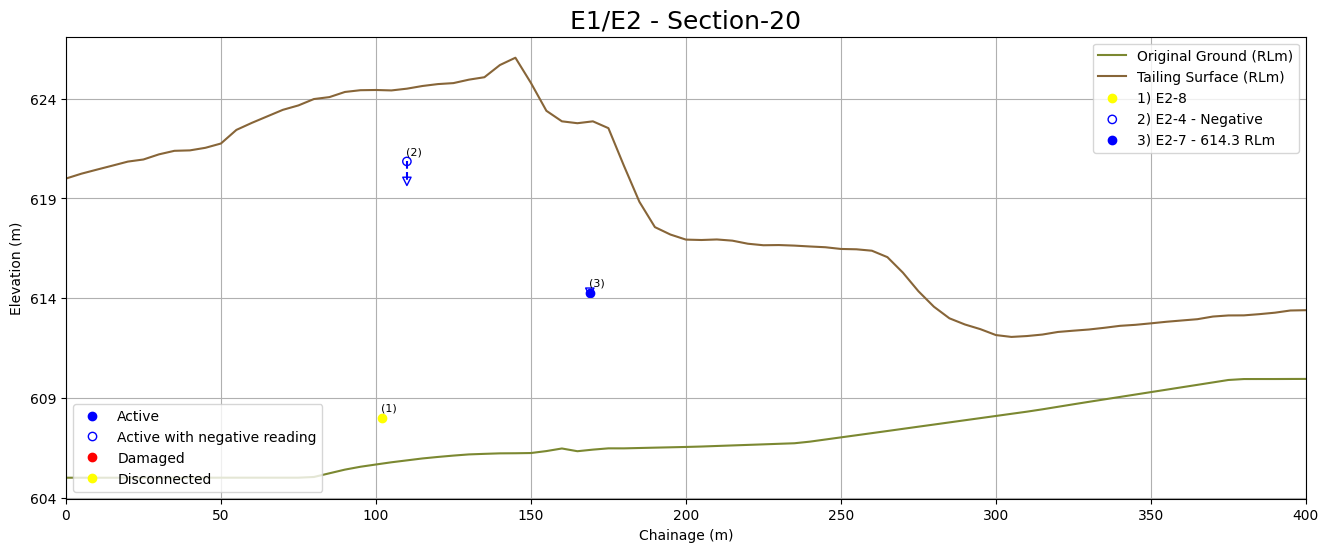 E1/E2 - Section-20
Original Ground (RLm)
Tailing Surface (RLm)
1) E2-8
2) E2-4 - Negative
3) E2-7 - 614.3 RLm
624
619
614
609
604
Elevation (m)
(2)
(3)
(1)
Active
Active with negative reading
Damaged
Disconnected
0 50 100 150 200 250 300 350 400
Chainage (m)